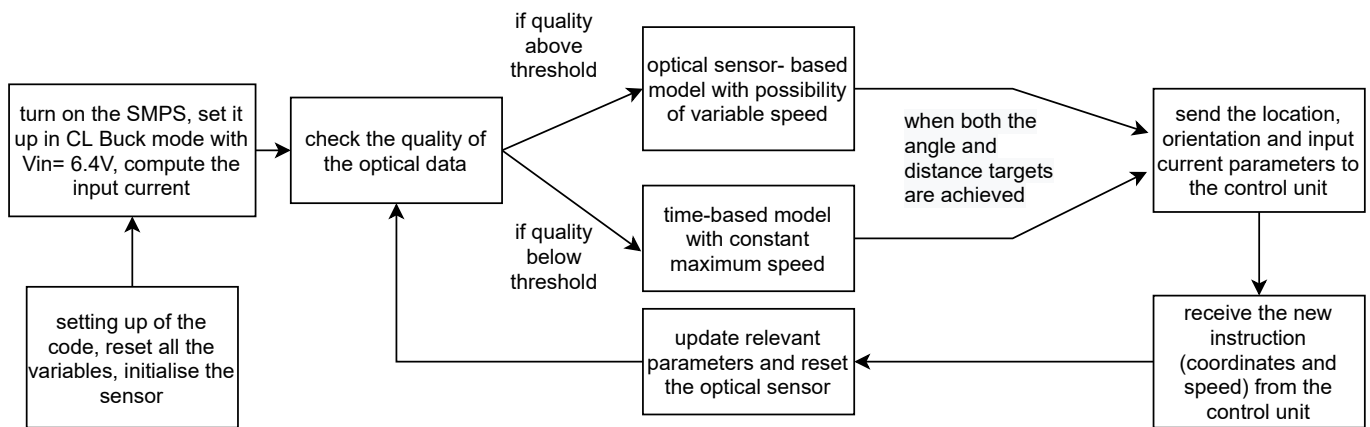 turn on the SMPS, set it
up in CL Buck mode with
Vin= 6.4V, compute the
input current
check the quality of
the optical data
if quality
above
threshold
optical sensor- based
model with possibility
of variable speed
when both the
angle and
distance targets
are achieved
send the location,
orientation and input
current parameters to
the control unit
if quality
below
threshold
time-based model
with constant
maximum speed
setting up of the
code, reset all the
variables, initialise the
sensor
update relevant
parameters and reset
the optical sensor
receive the new
instruction
(coordinates and
speed) from the
control unit